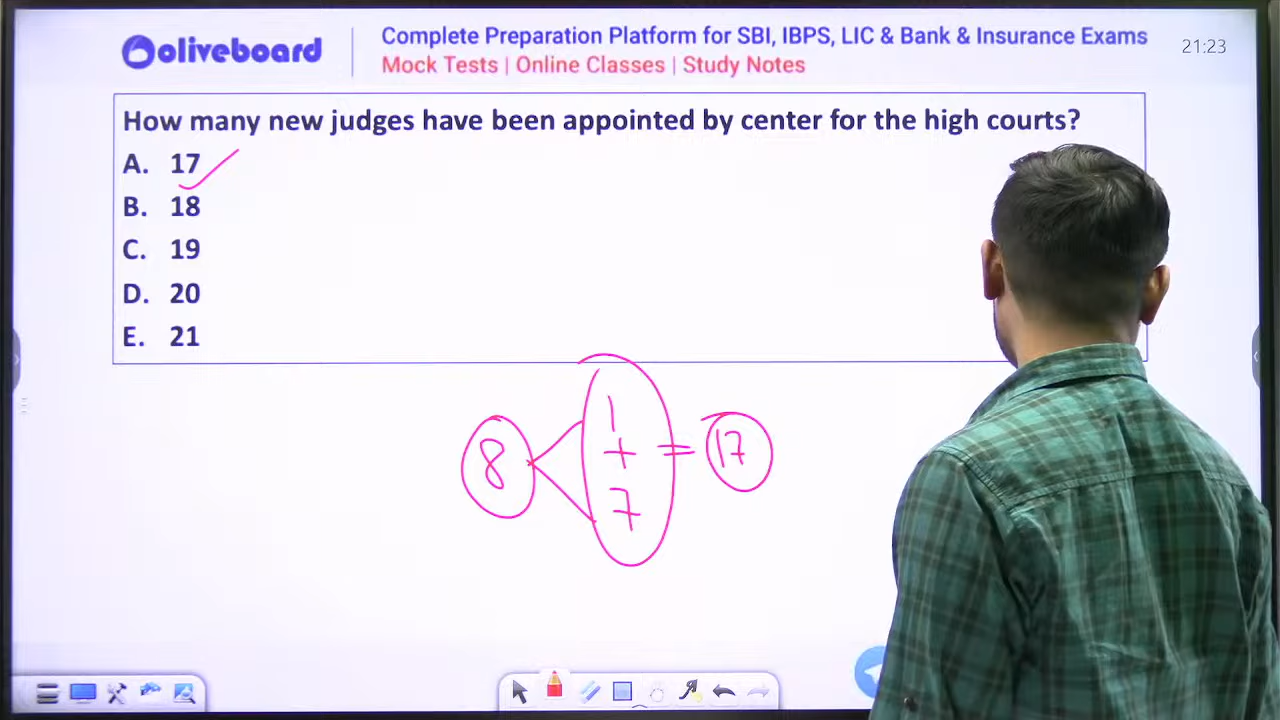 oliveboard
Complete Preparation Platform for SBI, IBPS, LIC & Bank & Insurance Exams
Mock Tests | Online Classes | Study Notes
21:23
How many new judges have been appointed by center for the high courts?
A. 17
B. 18
C. 19
D. 20
E. 21
8 1 + 7 = 17